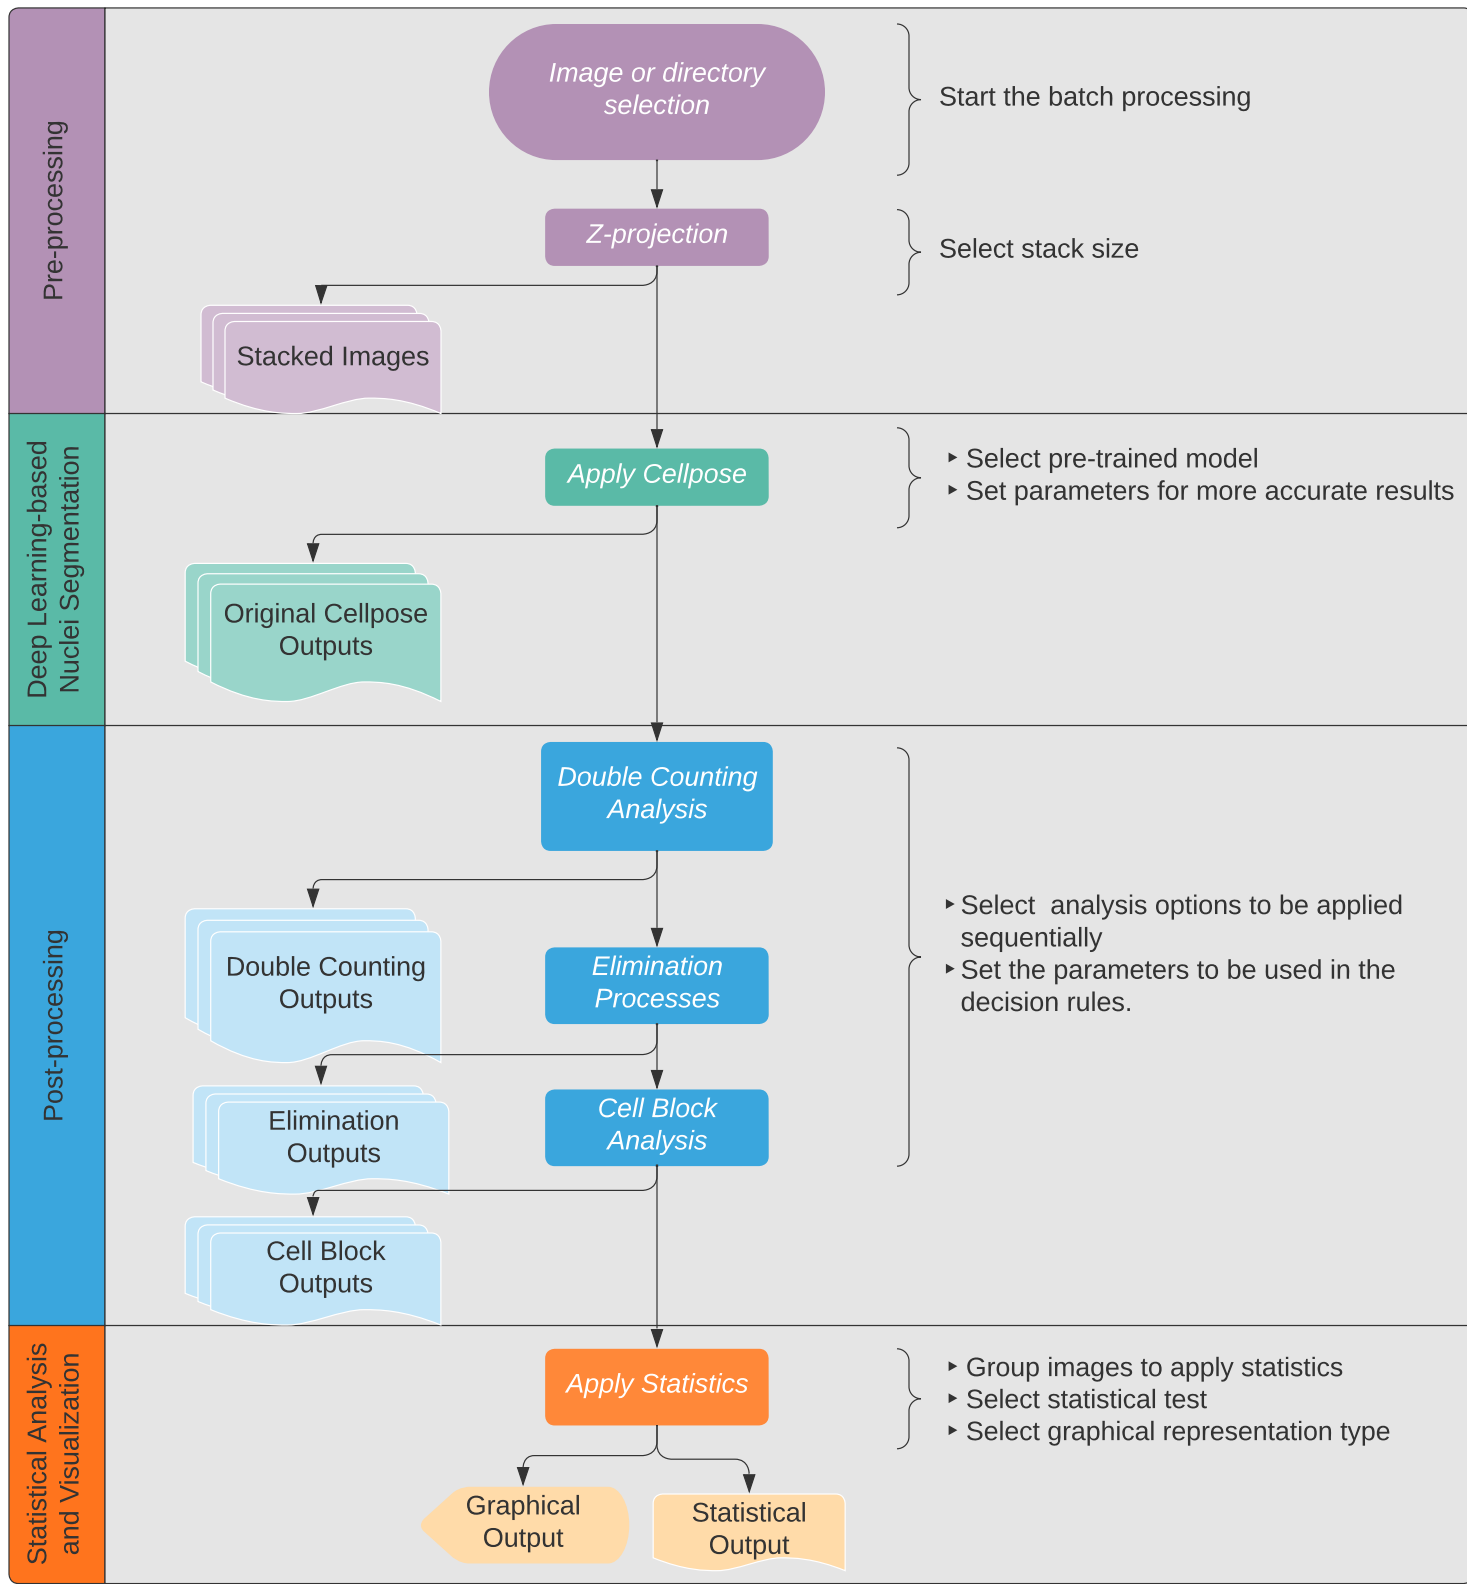 Pre-processing
Image or directory
selection
Start the batch processing
Z-projection
Select stack size
Stacked Images
Deep Learning-based
Nuclei Segmentation
Apply Cellpose
‣ Select pre-trained model
‣ Set parameters for more accurate results
Original Cellpose
Outputs
Post-processing
Double Counting
Analysis
Double Counting
Outputs
Elimination
Processes
‣ Select  analysis options to be applied
sequentially
‣ Set the parameters to be used in the
decision rules.
Elimination
Outputs
Cell Block
Analysis
Cell Block
Outputs
Statistical Analysis
and Visualization
Apply Statistics
‣ Group images to apply statistics
‣ Select statistical test
‣ Select graphical representation type
Graphical
Output
Statistical
Output